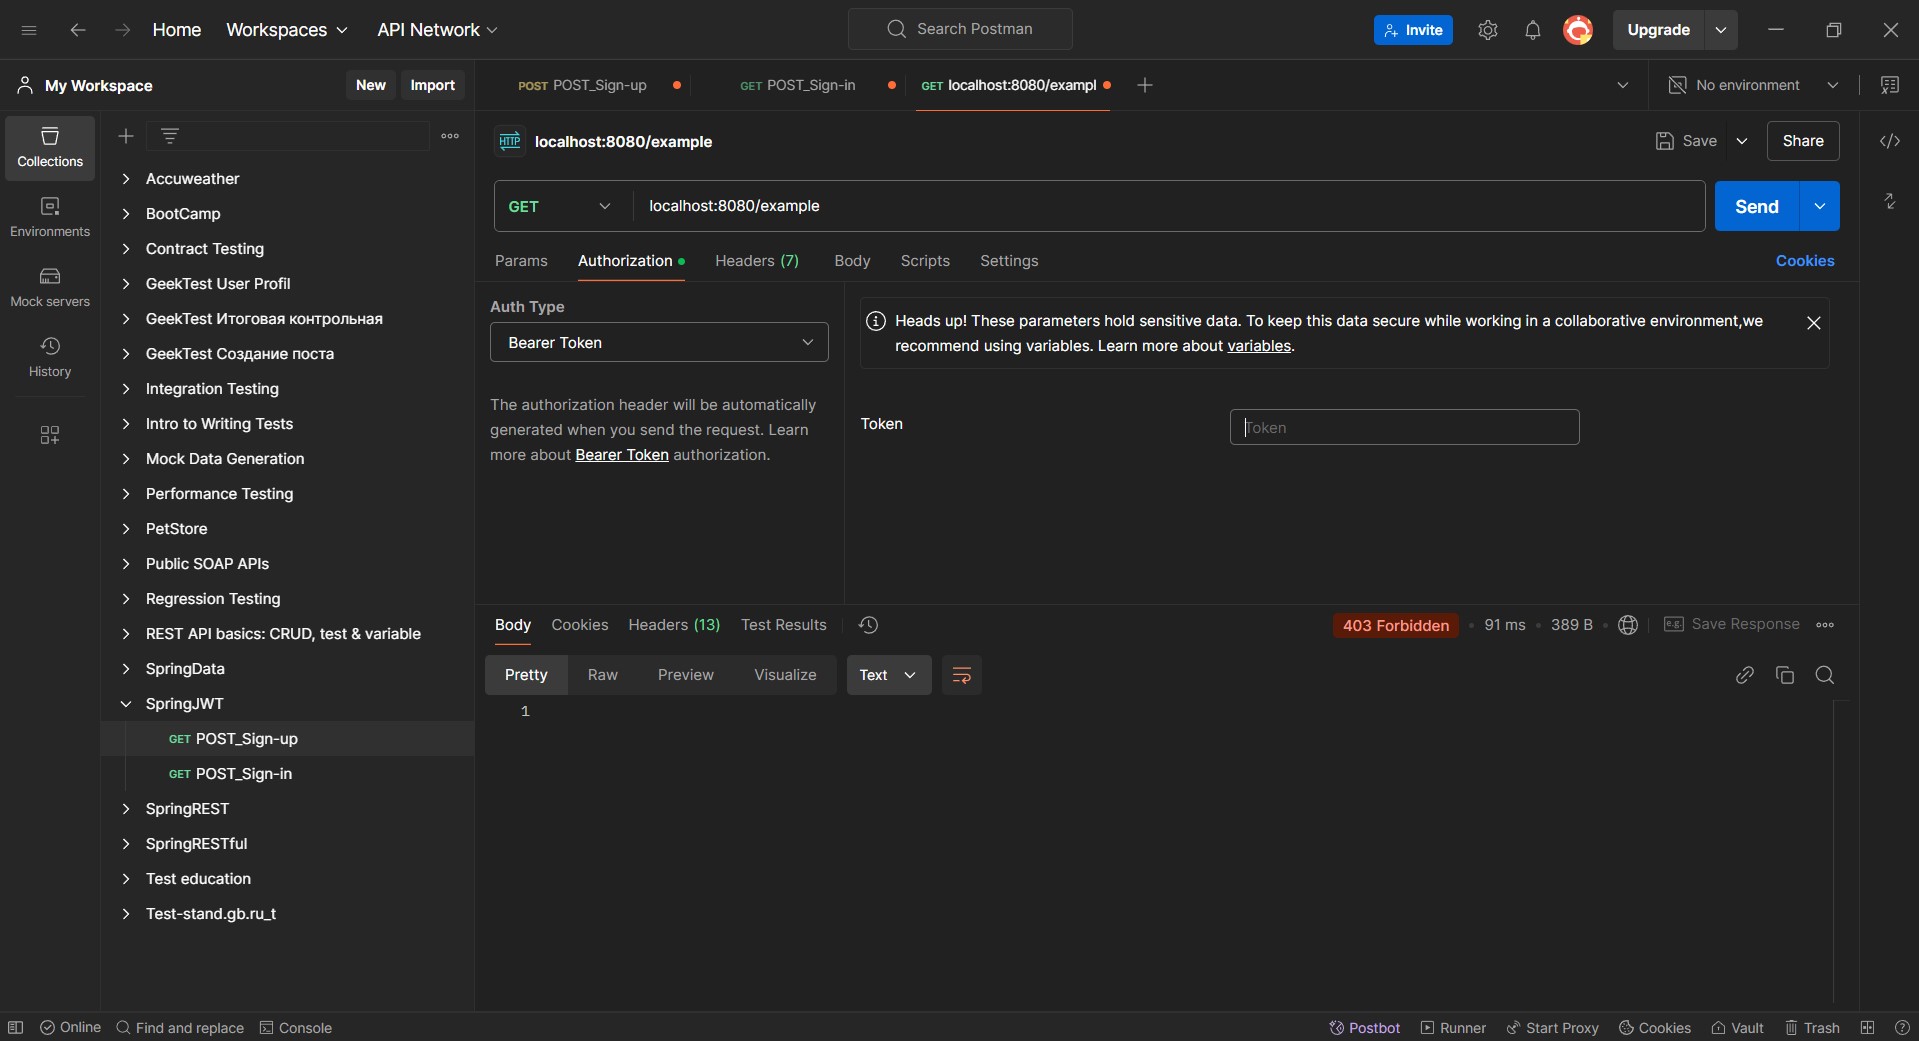 Home Workspaces API Network Search Postman Invite Upgrade
My Workspace New Import POST POST_Sign-up GET POST_Sign-in GET localhost:8080/exampl No environment
Collections
Environments
Mock servers
History
Accuweather
BootCamp
Contract Testing
GeekTest User Profil
GeekTest Итоговая контрольная
GeekTest Создание поста
Integration Testing
Intro to Writing Tests
Mock Data Generation
Performance Testing
PetStore
Public SOAP APIs
Regression Testing
REST API basics: CRUD, test & variable
SpringData
SpringJWT
GET POST_Sign-up
GET POST_Sign-in
SpringREST
SpringRESTful
Test education
Test-stand.gb.ru_t
HTTP localhost:8080/example Save Share
GET localhost:8080/example Send
Params Authorization Headers (7) Body Scripts Settings Cookies
Auth Type
Bearer Token
The authorization header will be automatically
generated when you send the request. Learn
more about Bearer Token authorization.
Heads up! These parameters hold sensitive data. To keep this data secure while working in a collaborative environment,we
recommend using variables. Learn more about variables.
Token Token
Body Cookies Headers (13) Test Results 403 Forbidden 91 ms 389 B e.g. Save Response
Pretty Raw Preview Visualize Text
1
Online Find and replace Console Postbot Runner Start Proxy Cookies Vault Trash